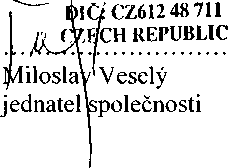 DIČ: CZ612 48 711
CZECH REPUBLIC
Miloslav Veselý
jednatel společnosti